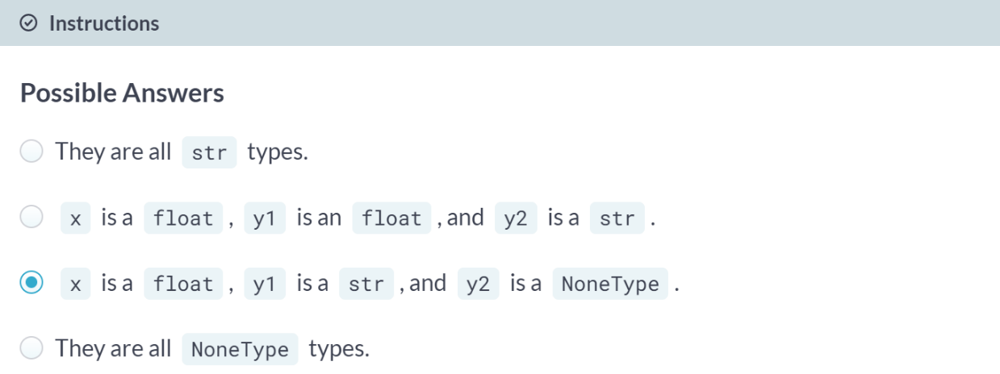 Instructions
Possible Answers
They are all str types.
x is a float, y1 is an float, and y2 is a str.
x is a float, y1 is a str, and y2 is a NoneType.
They are all NoneType types.